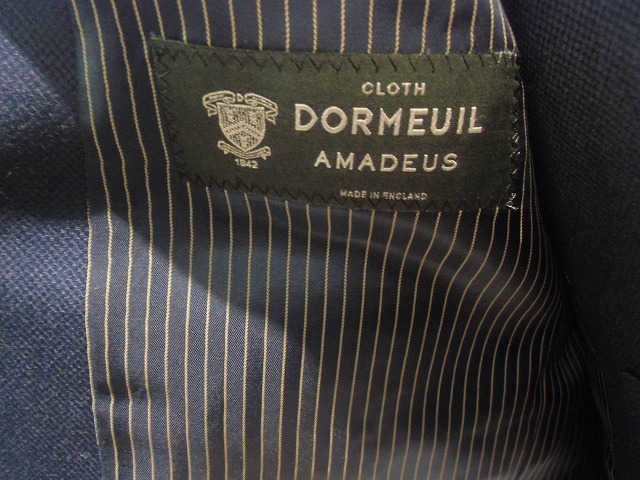 CLOTH
DORMEUIL
AMADEUS
1842
MADE IN ENGLAND